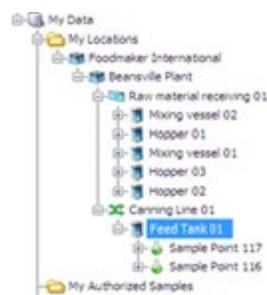 My Data
My Locations
Foodmaker International
Beansville Plant
Raw material receiving 01
Mixing vessel 02
Hopper 01
Mixing vessel 01
Hopper 03
Hopper 02
Canning Line 01
Feed Tank 01
Sample Point 117
Sample Point 116
My Authorized Samples